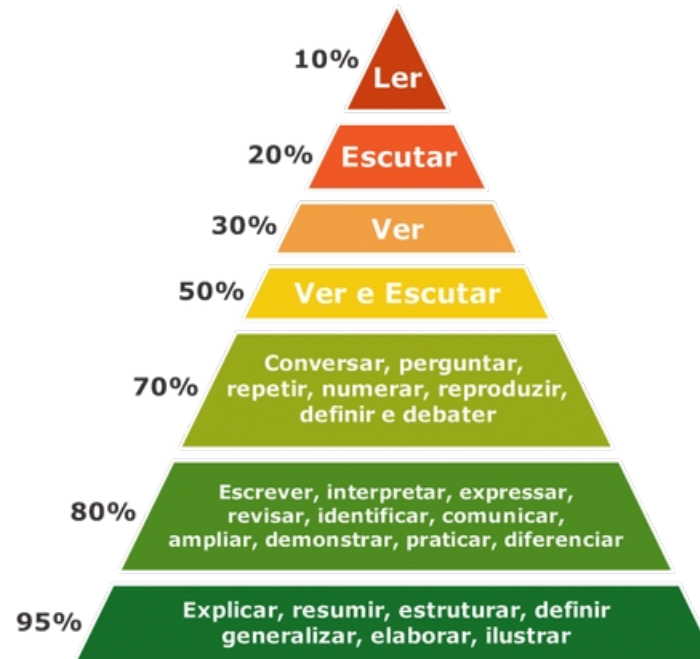 10%
Ler
20%
Escutar
30%
Ver
50%
Ver e Escutar
70%
Conversar, perguntar,
repetir, numerar, reproduzir,
definir e debater
80%
Escrever, interpretar, expressar,
revisar, identificar, comunicar,
ampliar, demonstrar, praticar, diferenciar
95%
Explicar, resumir, estruturar, definir
generalizar, elaborar, ilustrar